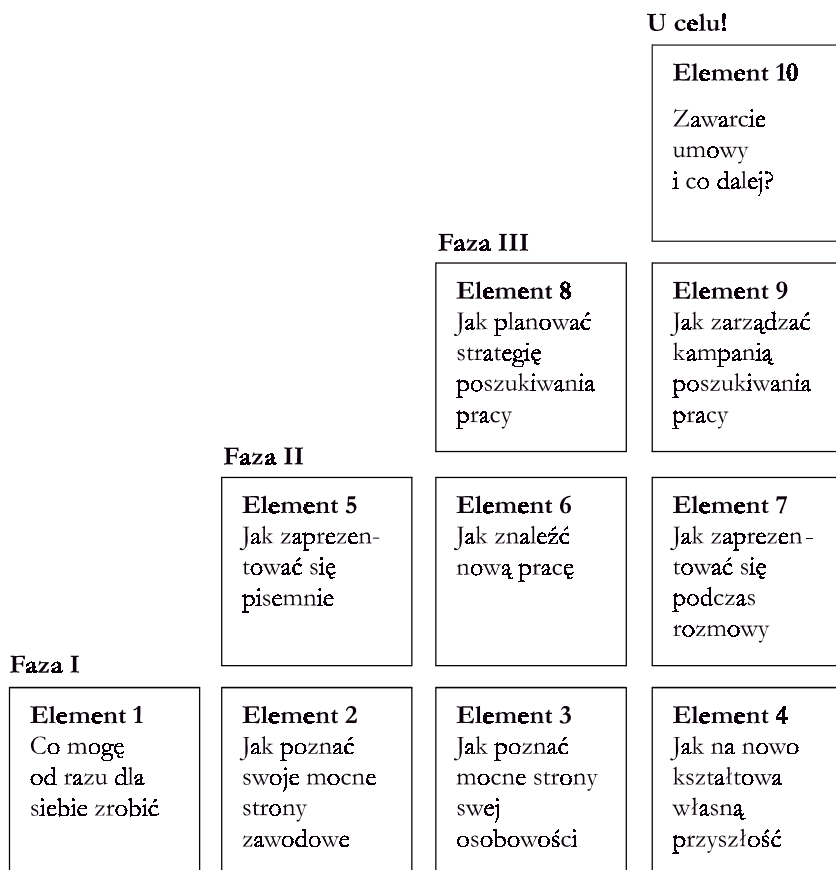 U celu!
Element 10
Zawarcie
umowy
i co dalej?
Faza III
Element 8
Jak planować
strategię
poszukiwania
pracy
Element 9
Jak zarządzać
kampanią
poszukiwania
pracy
Faza II
Element 5
Jak zaprezen-
tować się
pisemnie
Element 6
Jak znaleźć
nową pracę
Element 7
Jak zaprezen-
tować się
podczas
rozmowy
Faza I
Element 1
Co mogę
od razu dla
siebie zrobić
Element 2
Jak poznać
swoje mocne
strony
zawodowe
Element 3
Jak poznać
mocne strony
swej
osobowości
Element 4
Jak na nowo
kształtowa
własną
przyszłość